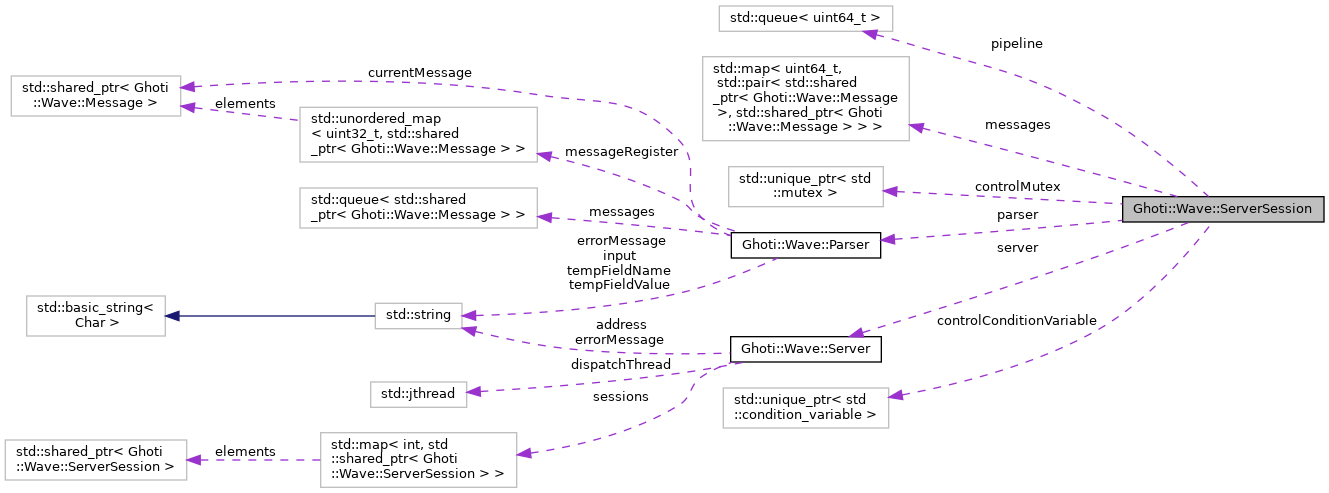 std::queue< uint64_t >
pipeline
std::map< uint64_t,
std::pair< std::shared
_ptr< Ghoti::Wave::Message
>, std::shared_ptr< Ghoti
::Wave::Message > > >
messages
currentMessage
std::shared_ptr< Ghoti
::Wave::Message >
elements
std::unordered_map
< uint32_t, std::shared
_ptr< Ghoti::Wave::Message > >
messageRegister
std::unique_ptr< std
::mutex >
controlMutex
Ghoti::Wave::ServerSession
std::queue< std::shared
_ptr< Ghoti::Wave::Message > >
messages
parser
Ghoti::Wave::Parser
server
errorMessage
input
tempFieldName
tempFieldValue
std::basic_string<
Char >
std::string
address
errorMessage
controlConditionVariable
Ghoti::Wave::Server
dispatchThread
std::jthread
sessions
std::unique_ptr< std
::condition_variable >
std::shared_ptr< Ghoti
::Wave::ServerSession >
elements
std::map< int, std
::shared_ptr< Ghoti
::Wave::ServerSession > >